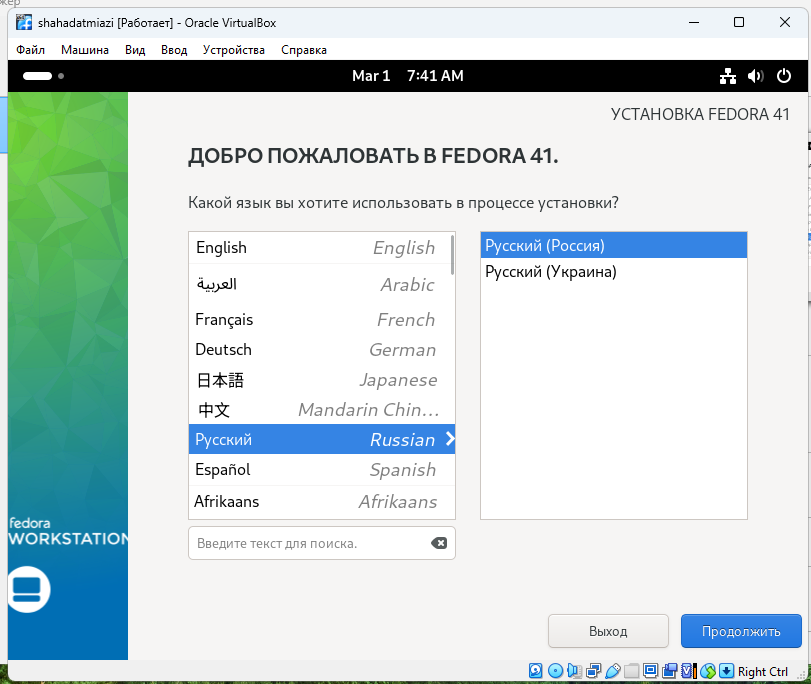 жер
shahadatmiazi [Работает] - Oracle VirtualBox
Файл Машина Вид Ввод Устройства Справка
Mar 1 7:41 AM
УСТАНОВКА FEDORA 41
ДОБРО ПОЖАЛОВАТЬ В FEDORA 41.
Какой язык вы хотите использовать в процессе установки?
English English
العربية Arabic
Français French
Deutsch German
日本語 Japanese
中文 Mandarin Chin...
Русский Russian
Español Spanish
Afrikaans Afrikaans
Русский (Россия)
Русский (Украина)
Введите текст для поиска.
fedora
WORKSTATION
Выход Продолжить
Right Ctrl